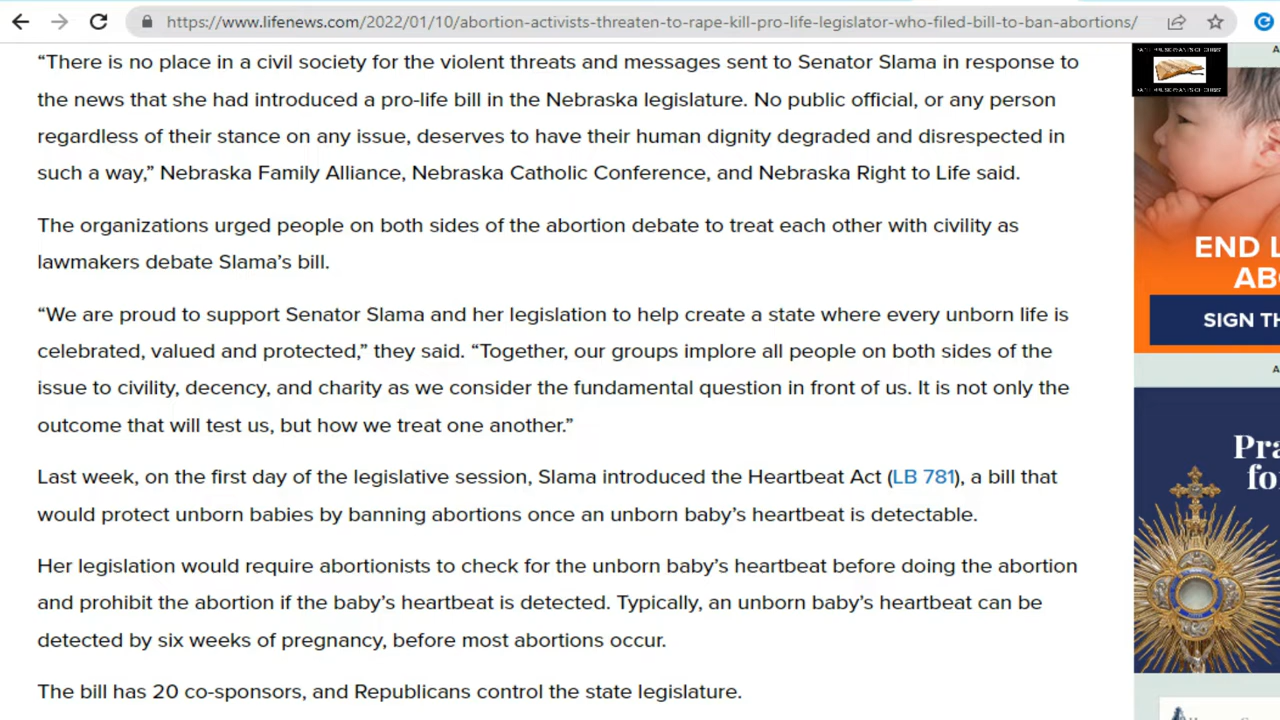 https://www.lifenews.com/2022/01/10/abortion-activists-threaten-to-rape-kill-pro-life-legislator-who-filed-bill-to-ban-abortions/
“There is no place in a civil society for the violent threats and messages sent to Senator Slama in response to
the news that she had introduced a pro-life bill in the Nebraska legislature. No public official, or any person
regardless of their stance on any issue, deserves to have their human dignity degraded and disrespected in
such a way,” Nebraska Family Alliance, Nebraska Catholic Conference, and Nebraska Right to Life said.
The organizations urged people on both sides of the abortion debate to treat each other with civility as
lawmakers debate Slama’s bill.
“We are proud to support Senator Slama and her legislation to help create a state where every unborn life is
celebrated, valued and protected,” they said. “Together, our groups implore all people on both sides of the
issue to civility, decency, and charity as we consider the fundamental question in front of us. It is not only the
outcome that will test us, but how we treat one another.”
Last week, on the first day of the legislative session, Slama introduced the Heartbeat Act (LB 781), a bill that
would protect unborn babies by banning abortions once an unborn baby’s heartbeat is detectable.
Her legislation would require abortionists to check for the unborn baby’s heartbeat before doing the abortion
and prohibit the abortion if the baby’s heartbeat is detected. Typically, an unborn baby’s heartbeat can be
detected by six weeks of pregnancy, before most abortions occur.
The bill has 20 co-sponsors, and Republicans control the state legislature.
END L
AB
SIGN TH
Pra
fo